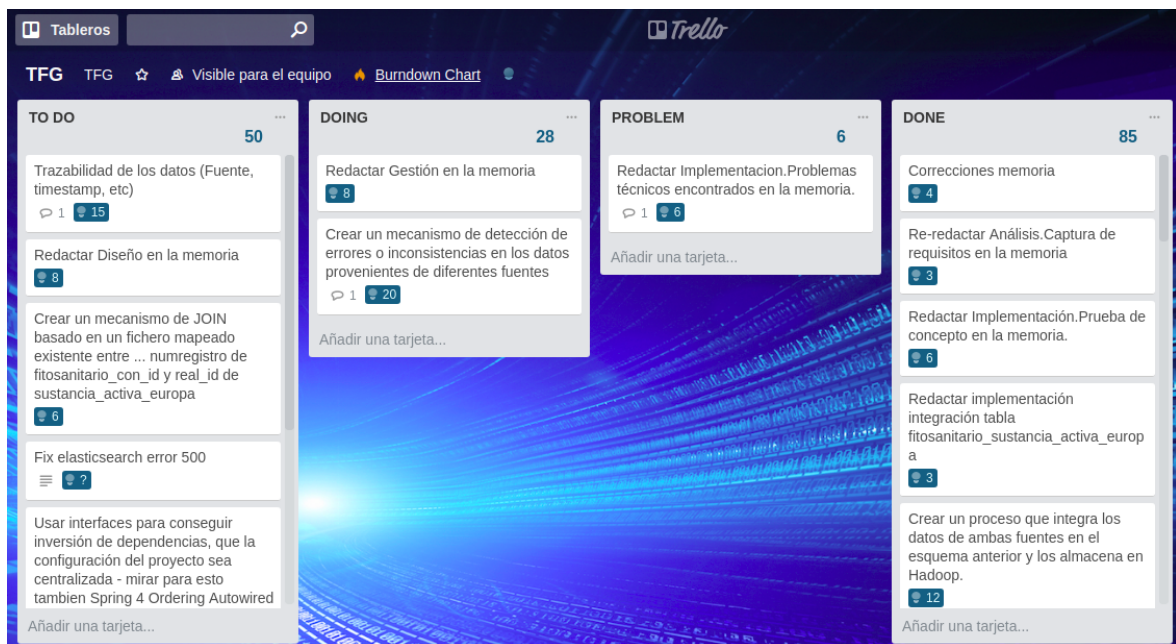 Tableros
Trello
TFG TFG Visible para el equipo Burndown Chart
TO DO
50
Trazabilidad de los datos (Fuente,
timestamp, etc)
1 15
Redactar Diseño en la memoria
8
Crear un mecanismo de JOIN
basado en un fichero mapeado
existente entre ... numregistro de
fitosanitario_con_id y real_id de
sustancia_activa_europa
6
Fix elasticsearch error 500
?
Usar interfaces para conseguir
inversión de dependencias, que la
configuración del proyecto sea
centralizada - mirar para esto
tambien Spring 4 Ordering Autowired
Añadir una tarjeta...
DOING
28
Redactar Gestión en la memoria
8
Crear un mecanismo de detección de
errores o inconsistencias en los datos
provenientes de diferentes fuentes
1 20
Añadir una tarjeta...
PROBLEM
6
Redactar Implementacion.Problemas
técnicos encontrados en la memoria.
1 6
Añadir una tarjeta...
DONE
85
Correcciones memoria
4
Re-redactar Análisis.Captura de
requisitos en la memoria
3
Redactar Implementación.Prueba de
concepto en la memoria.
6
Redactar implementación
integración tabla
fitosanitario_sustancia_activa_europ
a
3
Crear un proceso que integra los
datos de ambas fuentes en el
esquema anterior y los almacena en
Hadoop.
12
Añadir una tarjeta...